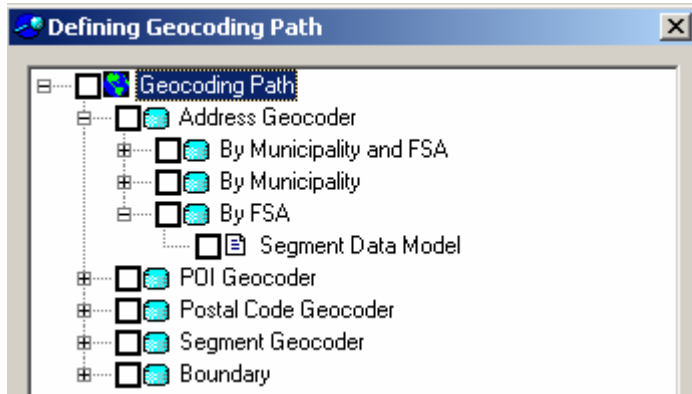 Defining Geocoding Path
Geocoding Path
Address Geocoder
By Municipality and FSA
By Municipality
By FSA
Segment Data Model
POI Geocoder
Postal Code Geocoder
Segment Geocoder
Boundary